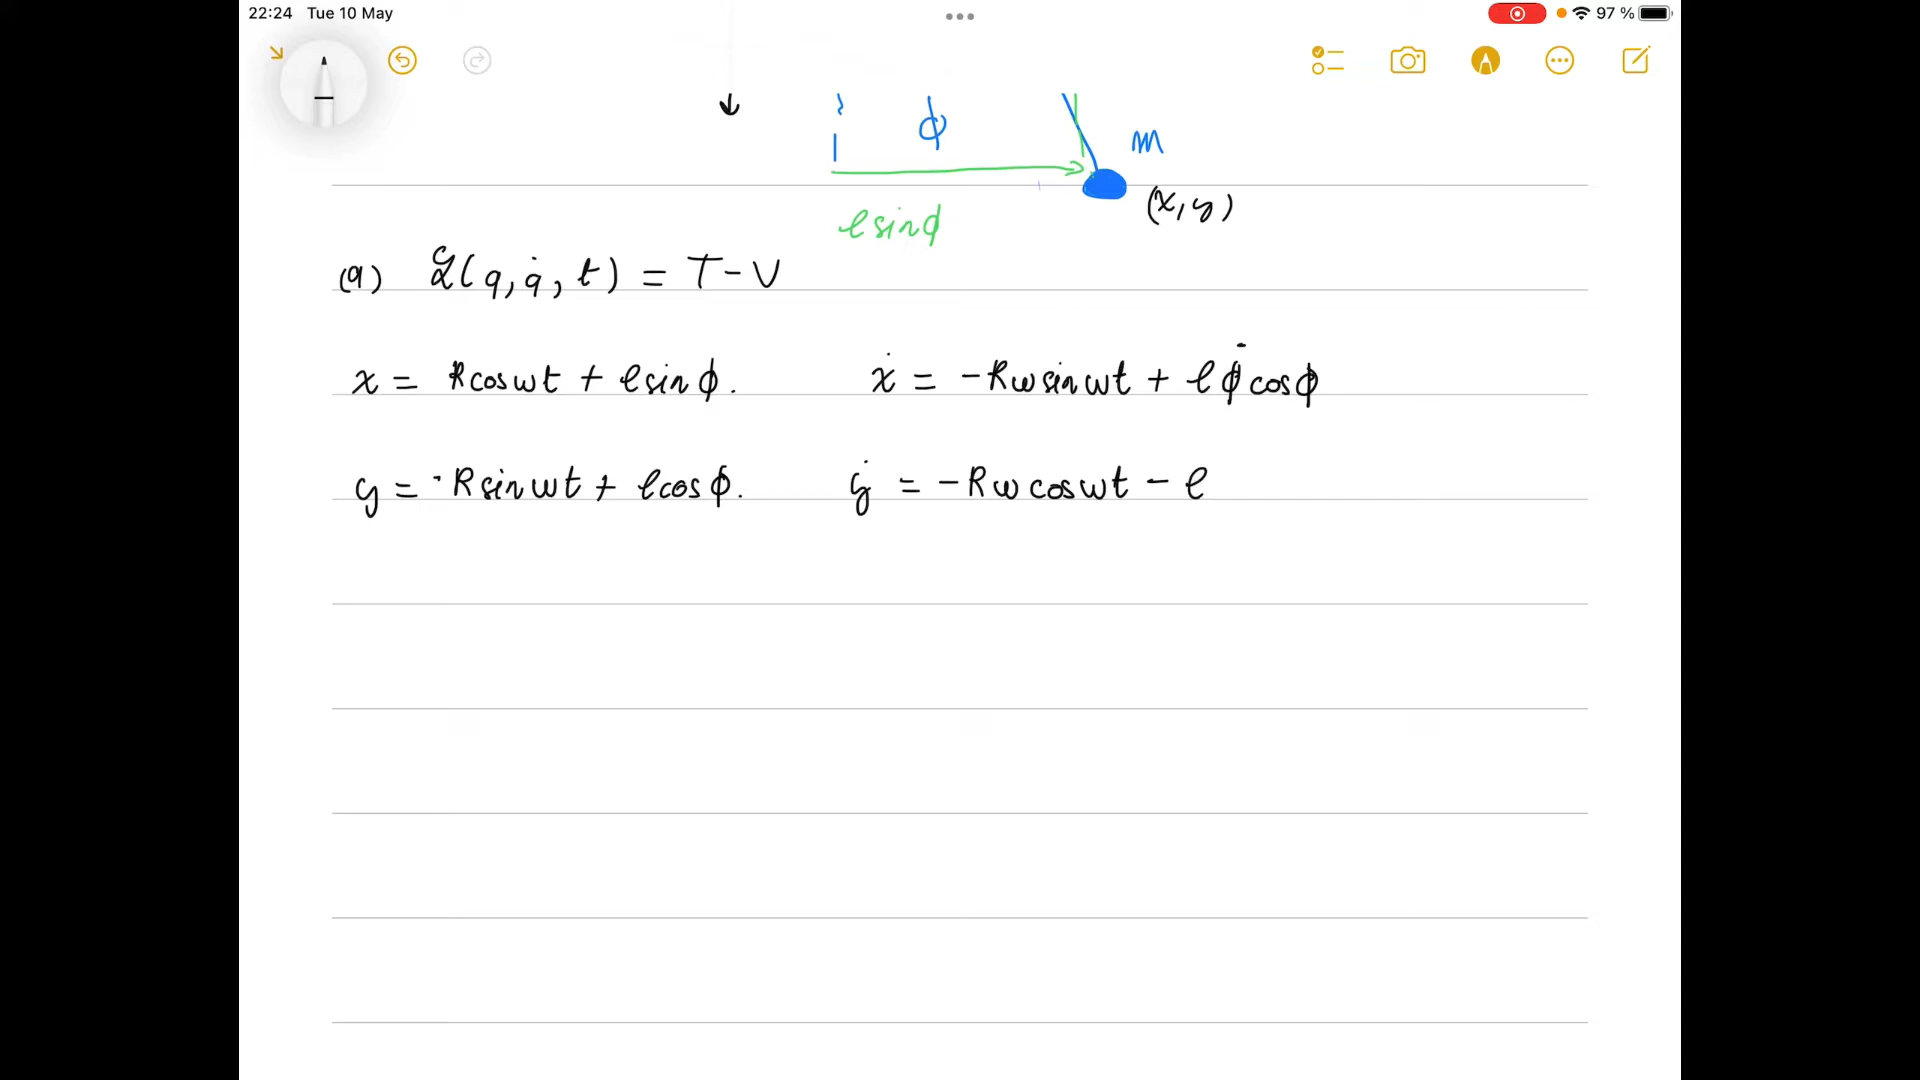 22:24 Tue 10 May
97 %
ϕ
m
(x, y)
ℓ sinϕ
(a) ℒ(q, q̇, t) = T - V
x = R cos ωt + ℓ sin ϕ. ẋ = -Rω sin ωt + ℓ ϕ̇ cos ϕ
y = -R sin ωt + ℓ cos ϕ. ẏ = -Rω cos ωt - ℓ